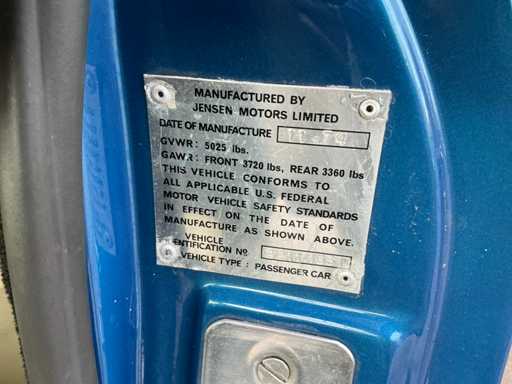 MANUFACTURED BY
JENSEN MOTORS LIMITED
DATE OF MANUFACTURE
GVWR: 5025 lbs.
GAWR: FRONT 3720 lbs, REAR 3360 lbs
THIS VEHICLE CONFORMS TO
ALL APPLICABLE U.S. FEDERAL
MOTOR VEHICLE SAFETY STANDARDS
IN EFFECT ON THE DATE OF
MANUFACTURE AS SHOWN ABOVE.
VEHICLE
IDENTIFICATION No
VEHICLE TYPE: PASSENGER CAR